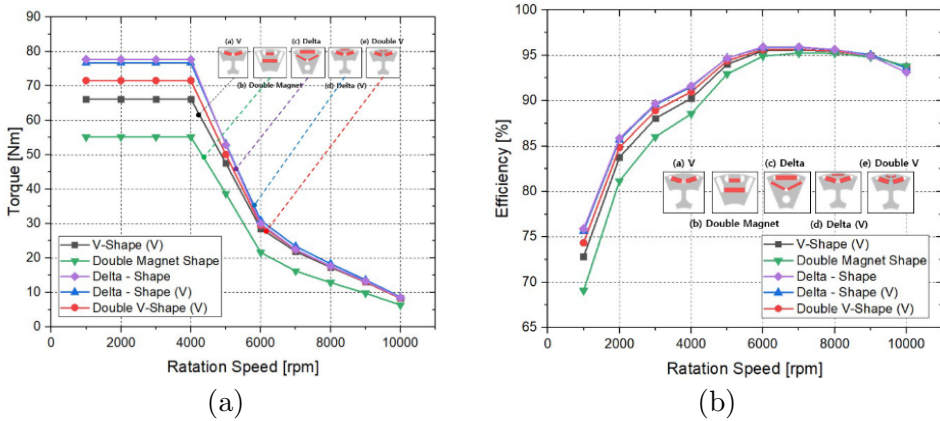 90
80
70
60
50
40
30
20
10
0
Torque [Nm]
(a) V
(c) Delta
(e) Double V
(b) Double Magnet
(d) Delta (V)
V-Shape (V)
Double Magnet Shape
Delta - Shape
Delta - Shape (V)
Double V-Shape (V)
0 2000 4000 6000 8000 10000
Ratation Speed [rpm]
(a)
100
95
90
85
80
75
70
65
Efficiency [%]
(a) V
(c) Delta
(e) Double V
(b) Double Magnet
(d) Delta (V)
V-Shape (V)
Double Magnet Shape
Delta - Shape
Delta - Shape (V)
Double V-Shape (V)
0 2000 4000 6000 8000 10000
Ratation Speed [rpm]
(b)